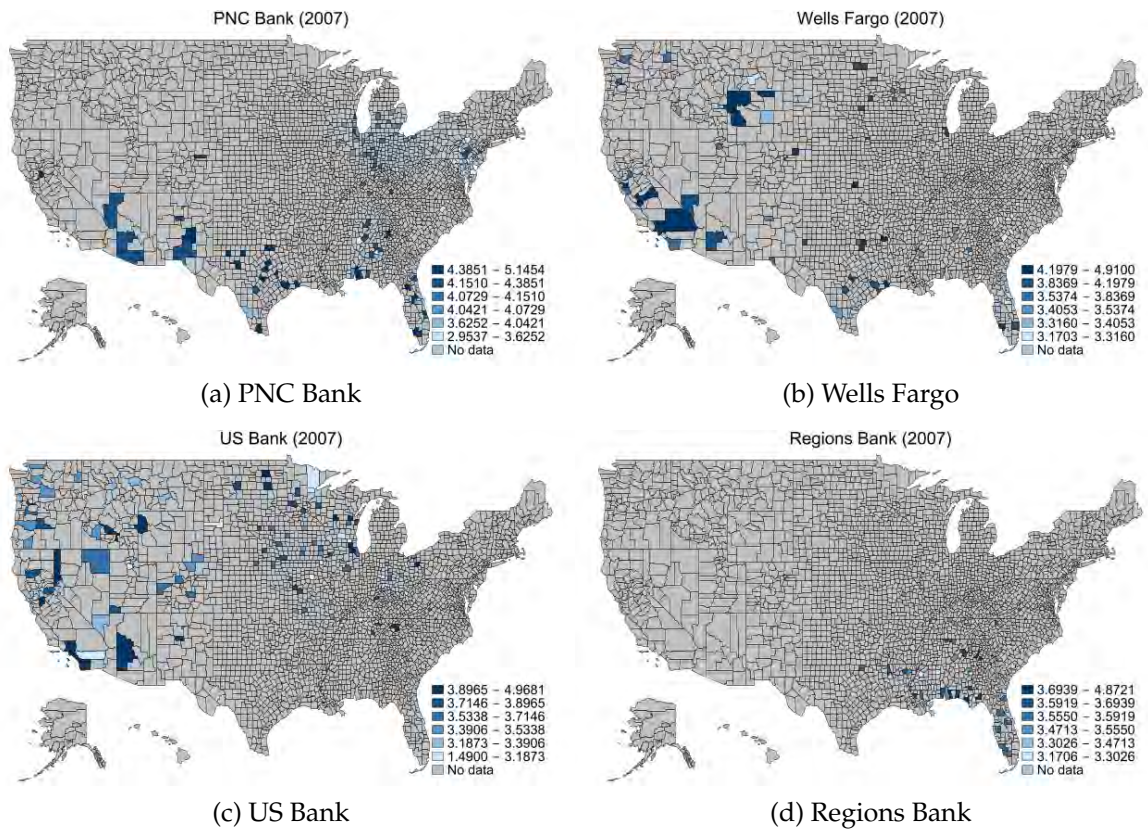 PNC Bank (2007)
4.3851 – 5.1454
4.1510 – 4.3851
4.0729 – 4.1510
4.0421 – 4.0729
3.6252 – 4.0421
2.9537 – 3.6252
No data
(a) PNC Bank
Wells Fargo (2007)
4.1979 – 4.9100
3.8369 – 4.1979
3.5374 – 3.8369
3.4053 – 3.5374
3.3160 – 3.4053
3.1703 – 3.3160
No data
(b) Wells Fargo
US Bank (2007)
3.8965 – 4.9681
3.7146 – 3.8965
3.5338 – 3.7146
3.3906 – 3.5338
3.1873 – 3.3906
1.4900 – 3.1873
No data
(c) US Bank
Regions Bank (2007)
3.6939 – 4.8721
3.5919 – 3.6939
3.5550 – 3.5919
3.4713 – 3.5550
3.3026 – 3.4713
3.1706 – 3.3026
No data
(d) Regions Bank